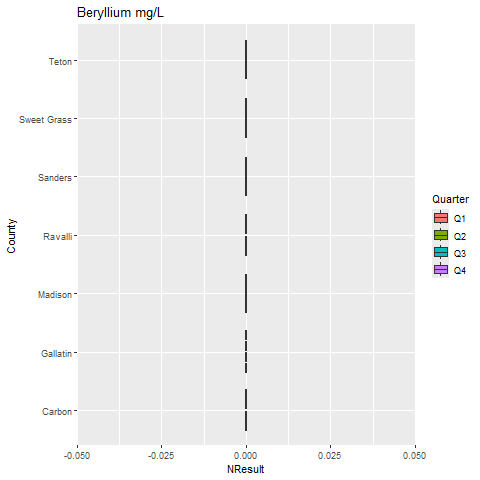 Beryllium mg/L
Teton
Sweet Grass
Sanders
Ravalli
Madison
Gallatin
Carbon
County
-0.050
-0.025
0.000
0.025
0.050
NResult
Quarter
Q1
Q2
Q3
Q4